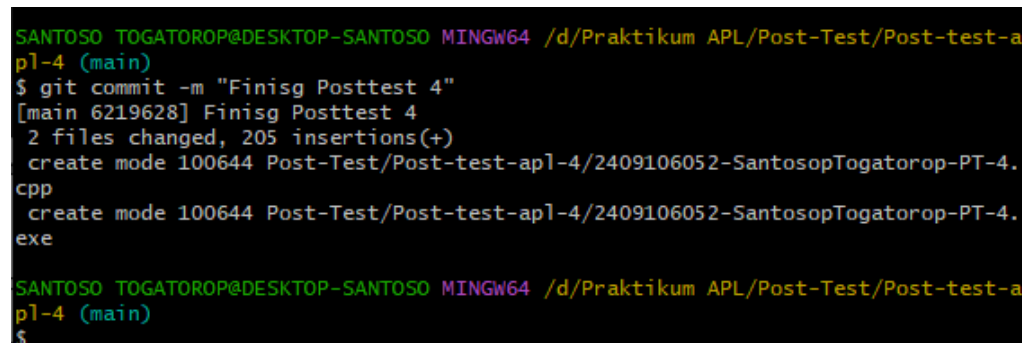 SANTOSO TOGATOROP@DESKTOP-SANTOSO MINGW64 /d/Praktikum APL/Post-Test/Post-test-a
pl-4 (main)
$ git commit -m "Finisg Posttest 4"
[main 6219628] Finisg Posttest 4
 2 files changed, 205 insertions(+)
 create mode 100644 Post-Test/Post-test-apl-4/2409106052-SantosopTogatorop-PT-4.
cpp
 create mode 100644 Post-Test/Post-test-apl-4/2409106052-SantosopTogatorop-PT-4.
exe
SANTOSO TOGATOROP@DESKTOP-SANTOSO MINGW64 /d/Praktikum APL/Post-Test/Post-test-a
pl-4 (main)
$